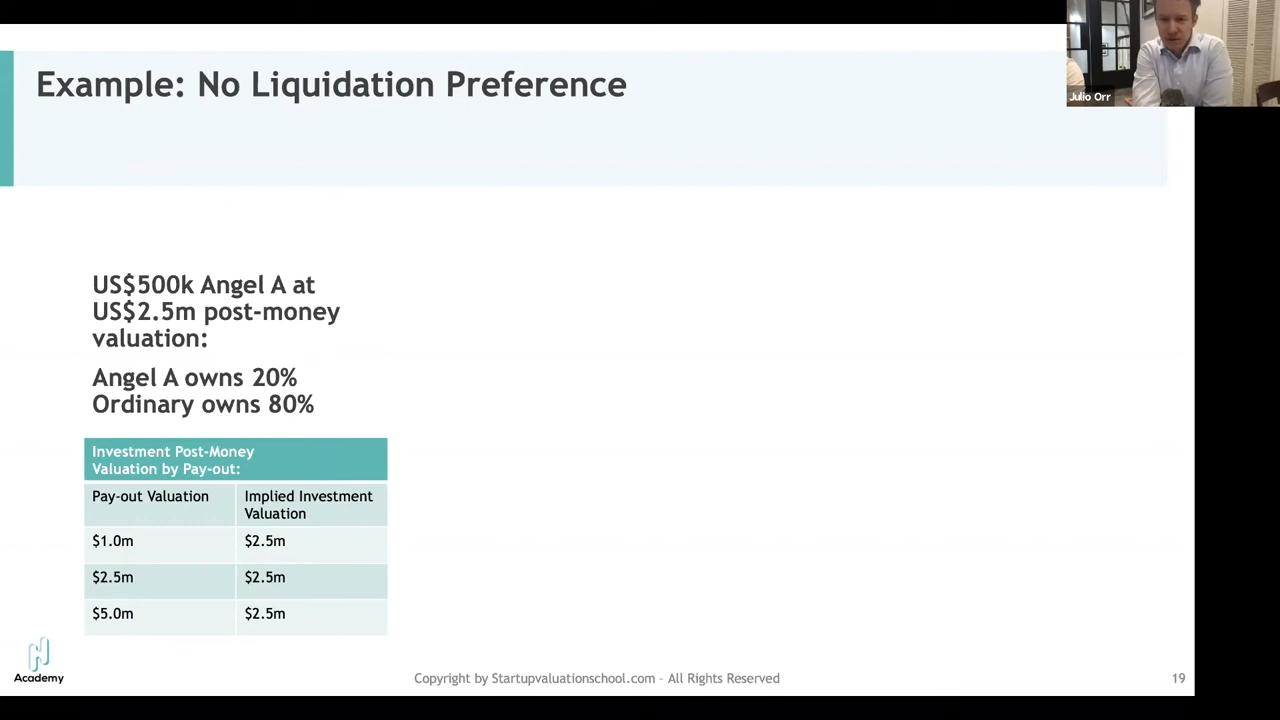 Example: No Liquidation Preference
Julio Orr
US$500k Angel A at
US$2.5m post-money
valuation:
Angel A owns 20%
Ordinary owns 80%
Investment Post-Money
Valuation by Pay-out:
Pay-out Valuation
Implied Investment
Valuation
$1.0m
$2.5m
$2.5m
$2.5m
$5.0m
$2.5m
Academy
Copyright by Startupvaluationschool.com – All Rights Reserved
19